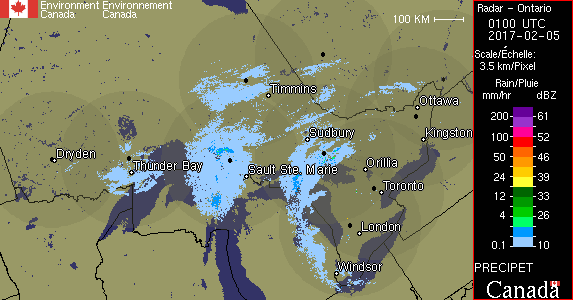 Environment Environnement
Canada Canada
100 KM
Radar - Ontario
0100 UTC
2017-02-05
Scale/Échelle:
3.5 km/Pixel
Rain/Pluie
mm/hr dBZ
200 61
100 56
50 46
24 39
12 33
4 26
0.1 10
PRECIPET
Canada
Timmins
Ottawa
Sudbury
Kingston
Dryden
Thunder Bay
Sault Ste. Marie
Orillia
Toronto
London
Windsor